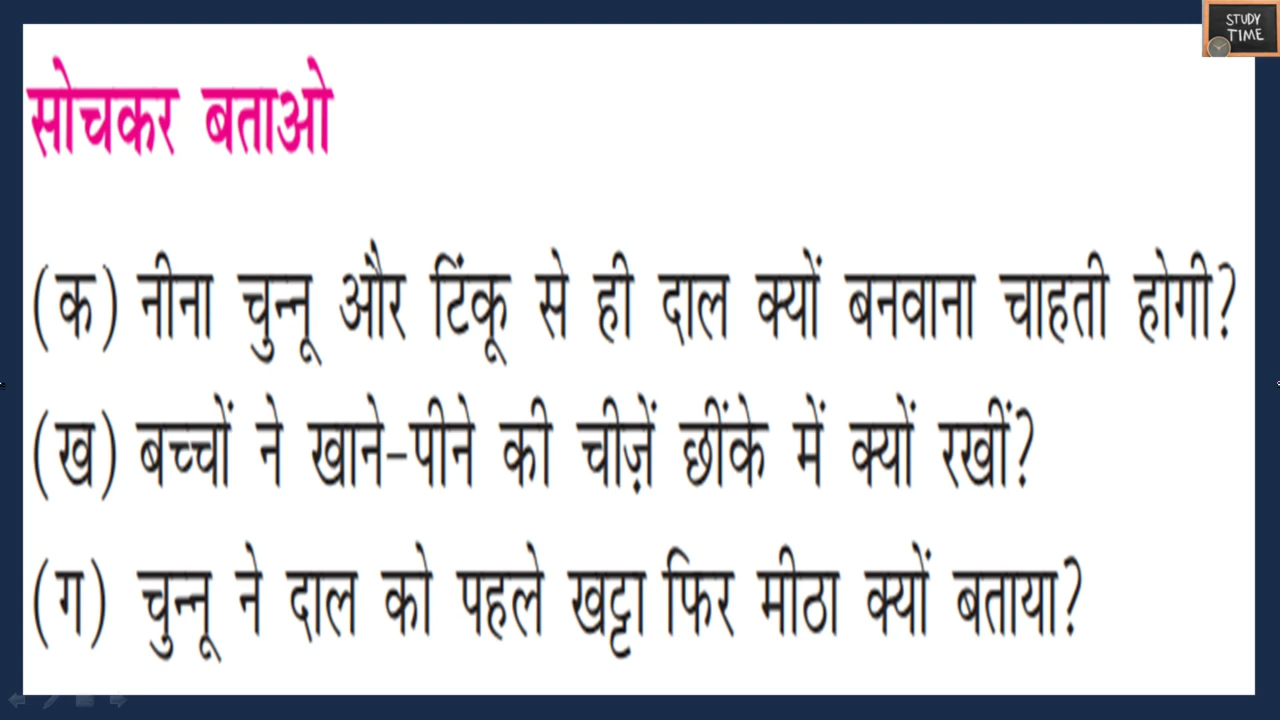 STUDY
TIME
सोचकर बताओ
(क) नीना चुन्नू और टिंकू से ही दाल क्यों बनवाना चाहती होगी?
(ख) बच्चों ने खाने-पीने की चीज़ें छींके में क्यों रखीं?
(ग) चुन्नू ने दाल को पहले खट्टा फिर मीठा क्यों बताया?